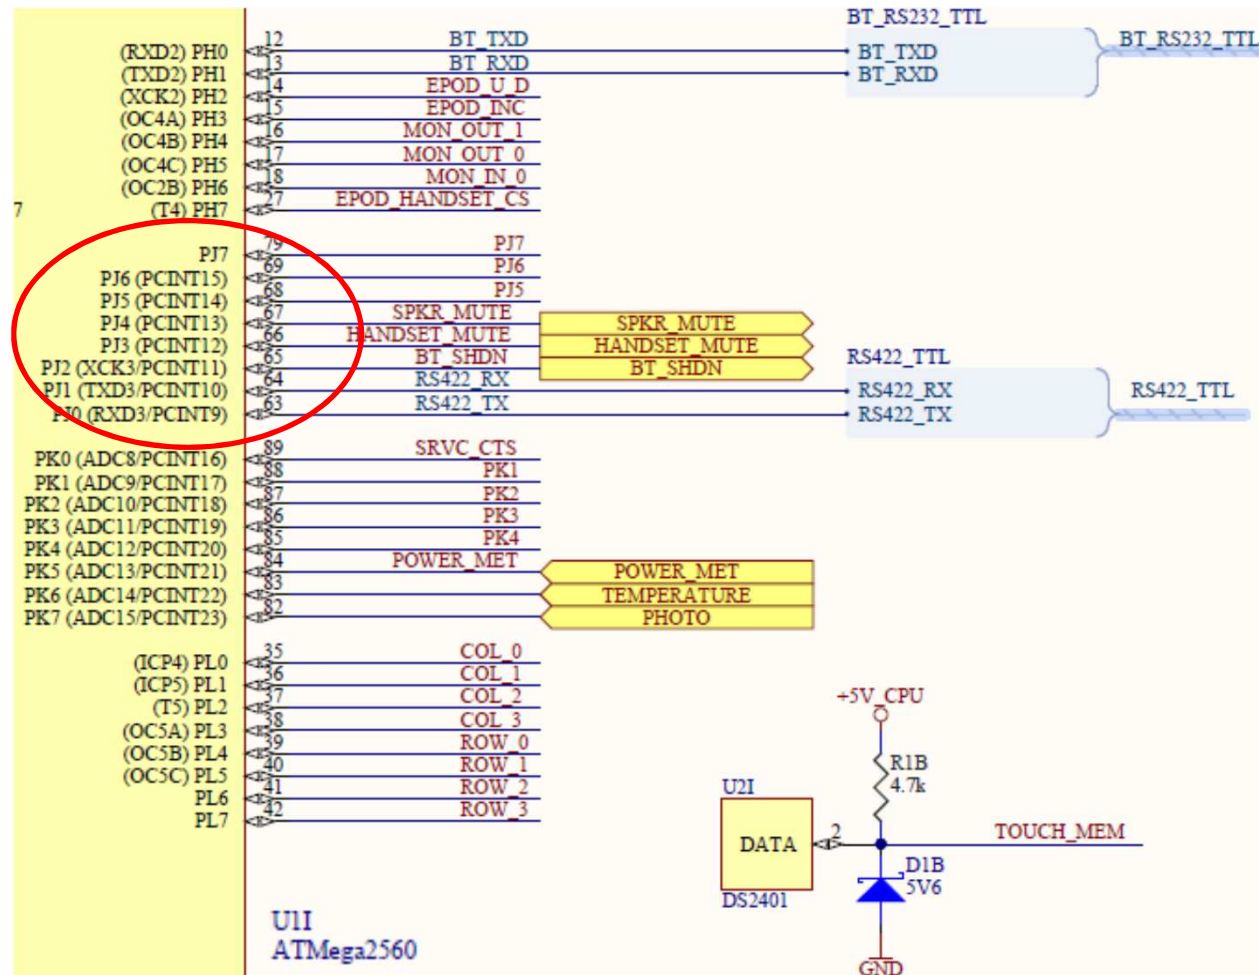 BT_RS232_TTL
(RXD2) PH0 12 BT_TXD BT_TXD BT_RS232_TTL
(TXD2) PH1 13 BT_RXD BT_RXD
(XCK2) PH2 14 EPOD_U_D
(OC4A) PH3 15 EPOD_INC
(OC4B) PH4 16 MON_OUT_1
(OC4C) PH5 17 MON_OUT_0
(OC2B) PH6 18 MON_IN_0
7 (T4) PH7 27 EPOD_HANDSET_CS
PJ7 79 PJ7
PJ6 (PCINT15) 69 PJ6
PJ5 (PCINT14) 68 PJ5
PJ4 (PCINT13) 67 SPKR_MUTE SPKR_MUTE
PJ3 (PCINT12) 66 HANDSET_MUTE HANDSET_MUTE
PJ2 (XCK3/PCINT11) 65 BT_SHDN BT_SHDN RS422_TTL
PJ1 (TXD3/PCINT10) 64 RS422_RX RS422_RX RS422_TTL
PJ0 (RXD3/PCINT9) 63 RS422_TX RS422_TX
PK0 (ADC8/PCINT16) 89 SRVC_CTS
PK1 (ADC9/PCINT17) 88 PK1
PK2 (ADC10/PCINT18) 87 PK2
PK3 (ADC11/PCINT19) 86 PK3
PK4 (ADC12/PCINT20) 85 PK4
PK5 (ADC13/PCINT21) 84 POWER_MET POWER_MET
PK6 (ADC14/PCINT22) 83 TEMPERATURE
PK7 (ADC15/PCINT23) 82 PHOTO
(ICP4) PL0 35 COL_0
(ICP5) PL1 36 COL_1
(T5) PL2 37 COL_2
(OC5A) PL3 38 COL_3
(OC5B) PL4 39 ROW_0
(OC5C) PL5 40 ROW_1
PL6 41 ROW_2
PL7 42 ROW_3
+5V_CPU
R1B
4.7k
U2I
DATA 2 TOUCH_MEM
D1B
5V6
DS2401
GND
U1I
ATMega2560